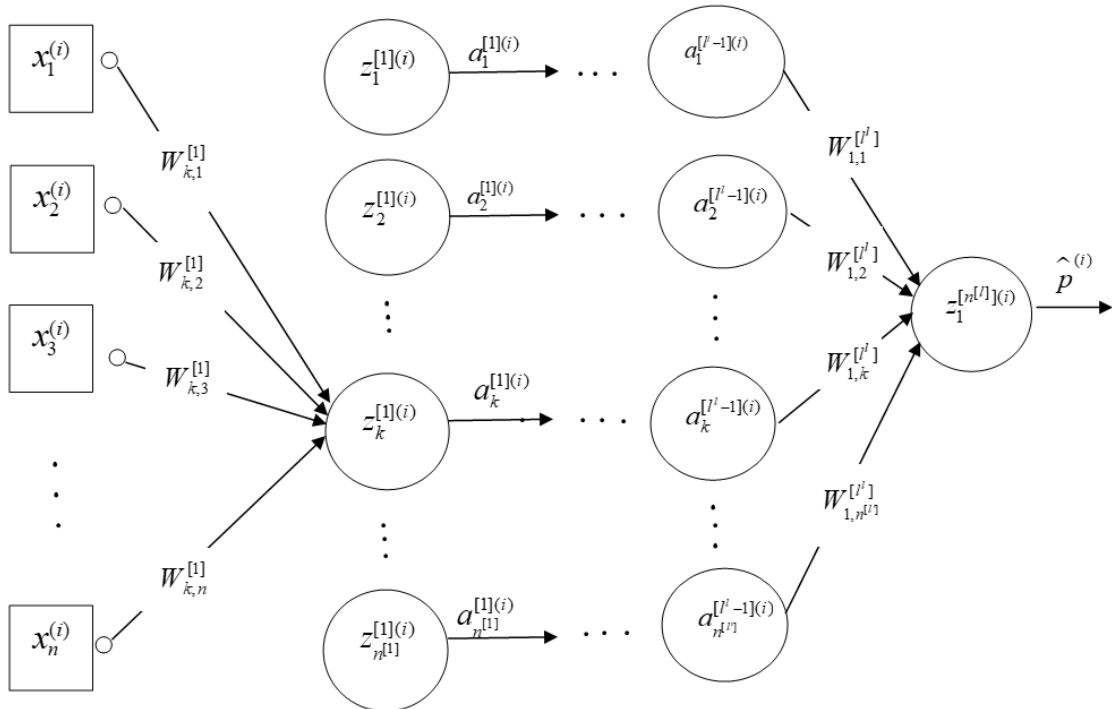 x_1^{(i)}
z_1^{[1](i)}
a_1^{[1](i)}
. . .
a_1^{[l^l-1](i)}
W_{k,1}^{[1]}
W_{1,1}^{[l^l]}
x_2^{(i)}
z_2^{[1](i)}
a_2^{[1](i)}
. . .
a_2^{[l^l-1](i)}
W_{k,2}^{[1]}
W_{1,2}^{[l^l]}
z_1^{[n^{[l]}](i)}
\hat{p}^{(i)}
x_3^{(i)}
W_{k,3}^{[1]}
W_{1,k}^{[l^l]}
z_k^{[1](i)}
a_k^{[1](i)}
. . .
a_k^{[l^l-1](i)}
W_{1,n^{[l^l]}}^{[l^l]}
W_{k,n}^{[1]}
x_n^{(i)}
z_{n^{[1]}}^{[1](i)}
a_{n^{[1]}}^{[1](i)}
. . .
a_{n^{[l^l]}}^{[l^l-1](i)}